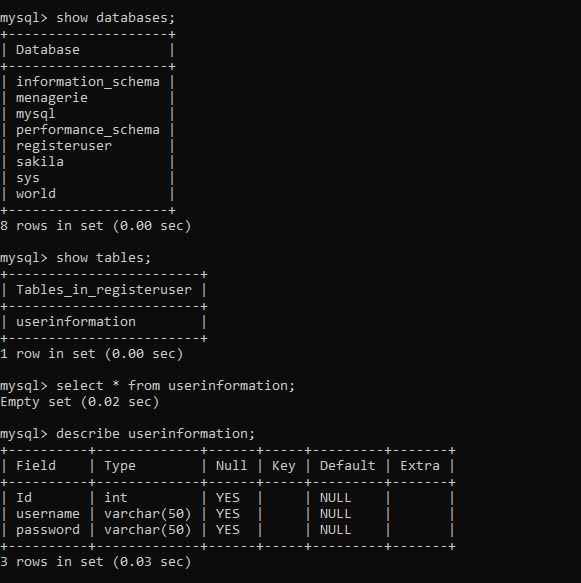 mysql> show databases;
+--------------------+
| Database           |
+--------------------+
| information_schema |
| menagerie          |
| mysql              |
| performance_schema |
| registeruser       |
| sakila             |
| sys                |
| world              |
+--------------------+
8 rows in set (0.00 sec)

mysql> show tables;
+------------------------+
| Tables_in_registeruser |
+------------------------+
| userinformation        |
+------------------------+
1 row in set (0.00 sec)

mysql> select * from userinformation;
Empty set (0.02 sec)

mysql> describe userinformation;
+----------+-------------+------+-----+---------+-------+
| Field    | Type        | Null | Key | Default | Extra |
+----------+-------------+------+-----+---------+-------+
| Id       | int         | YES  |     | NULL    |       |
| username | varchar(50) | YES  |     | NULL    |       |
| password | varchar(50) | YES  |     | NULL    |       |
+----------+-------------+------+-----+---------+-------+
3 rows in set (0.03 sec)